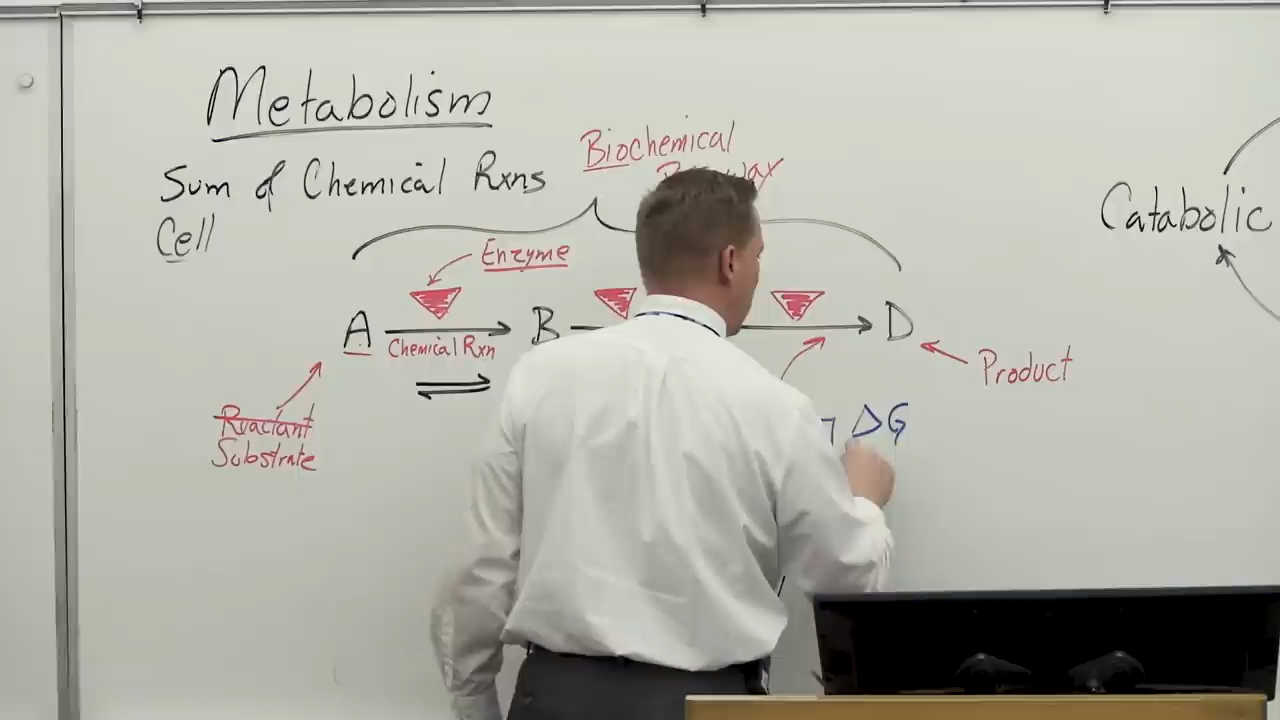 Metabolism
Sum of Chemical Rxns
Cell
Biochemical
Enzyme
A
B
D
Chemical Rxn
Product
Reactant
Substrate
ΔG
Catabolic